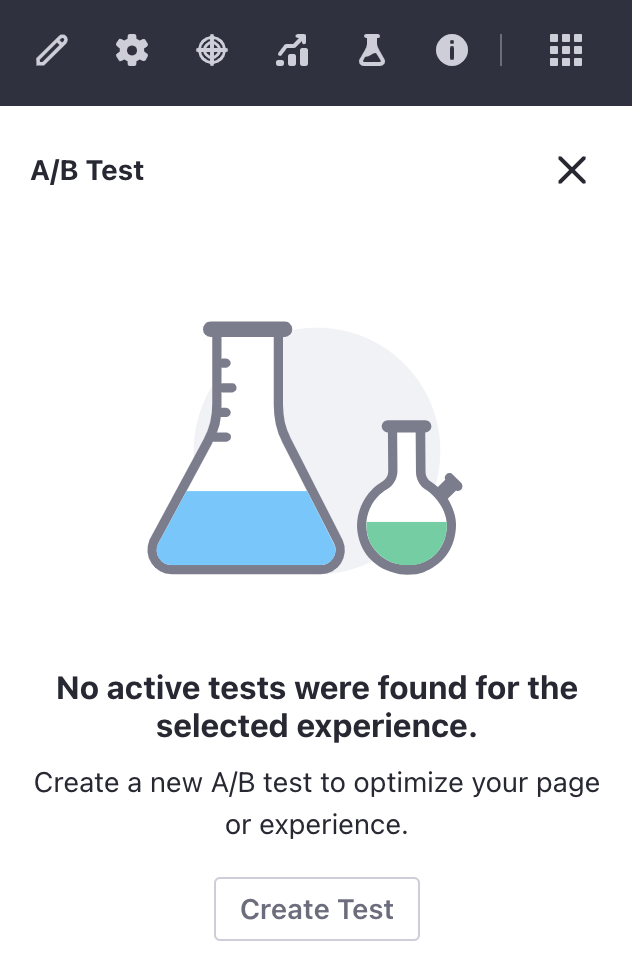 A/B Test
No active tests were found for the
selected experience.
Create a new A/B test to optimize your page
or experience.
Create Test